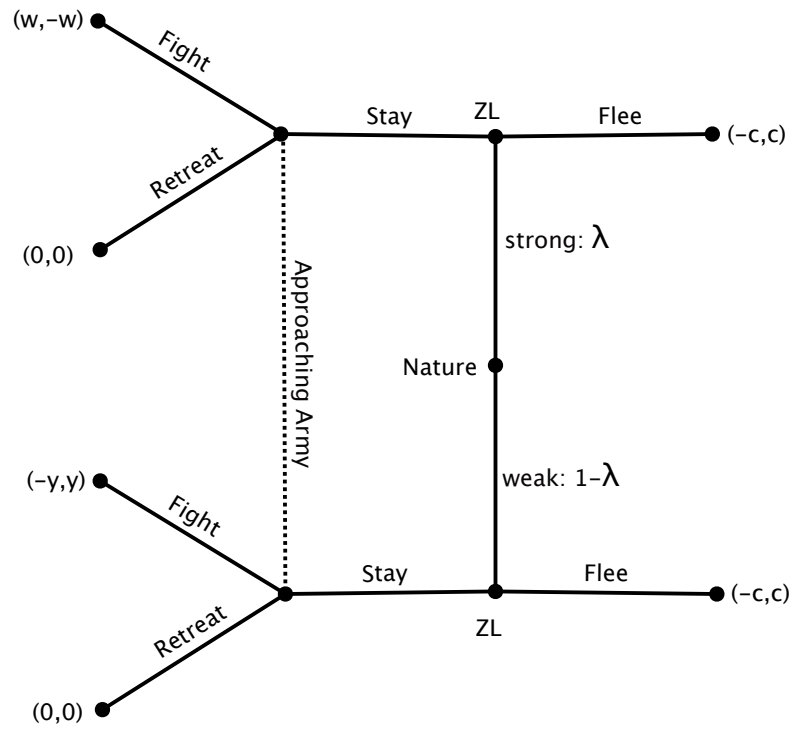 (w,-w)
Fight
Stay
ZL
Flee
(-c,c)
Retreat
(0,0)
strong: λ
Approaching Army
Nature
(-y,y)
Fight
weak: 1-λ
Stay
Flee
(-c,c)
ZL
Retreat
(0,0)